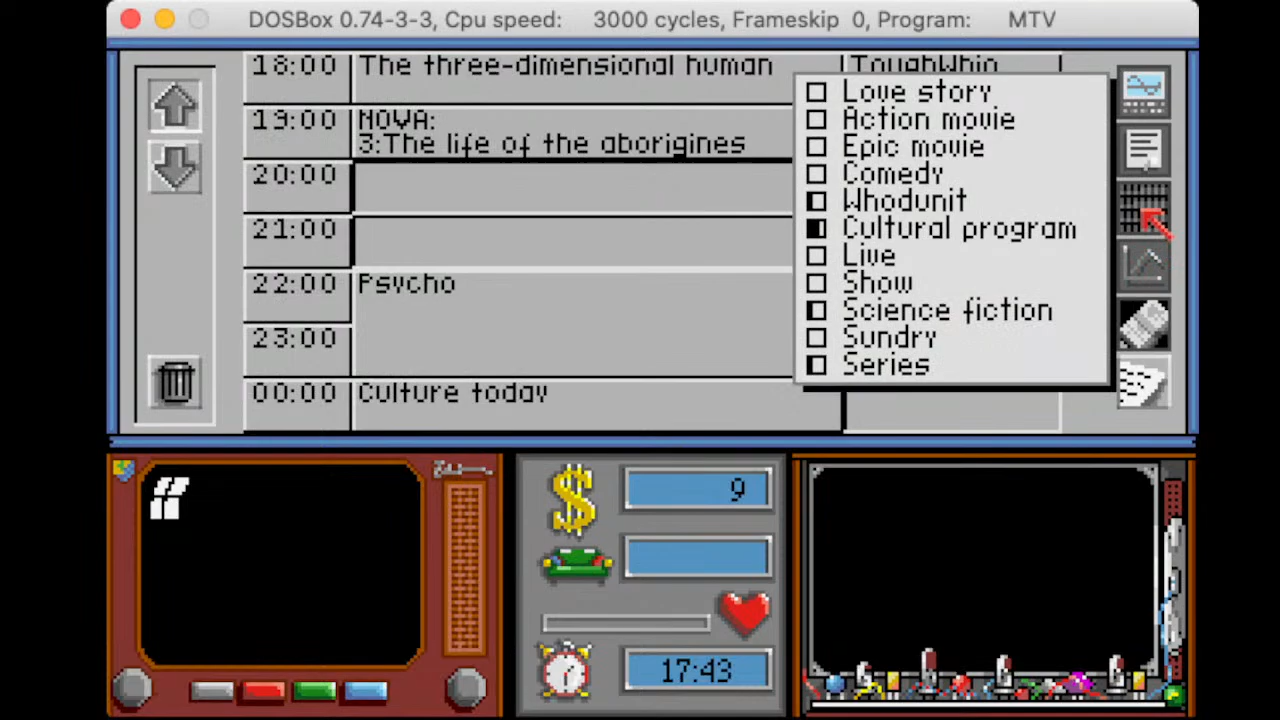 DOSBox 0.74-3-3, Cpu speed: 3000 cycles, Frameskip 0, Program: MTV
18:00 The three-dimensional human ToughWhip
19:00 NOVA:
3:The life of the aborigines
20:00
21:00
22:00 Psycho
23:00
00:00 Culture today
Love story
Action movie
Epic movie
Comedy
Whodunit
Cultural program
Live
Show
Science fiction
Sundry
Series
9
17:43